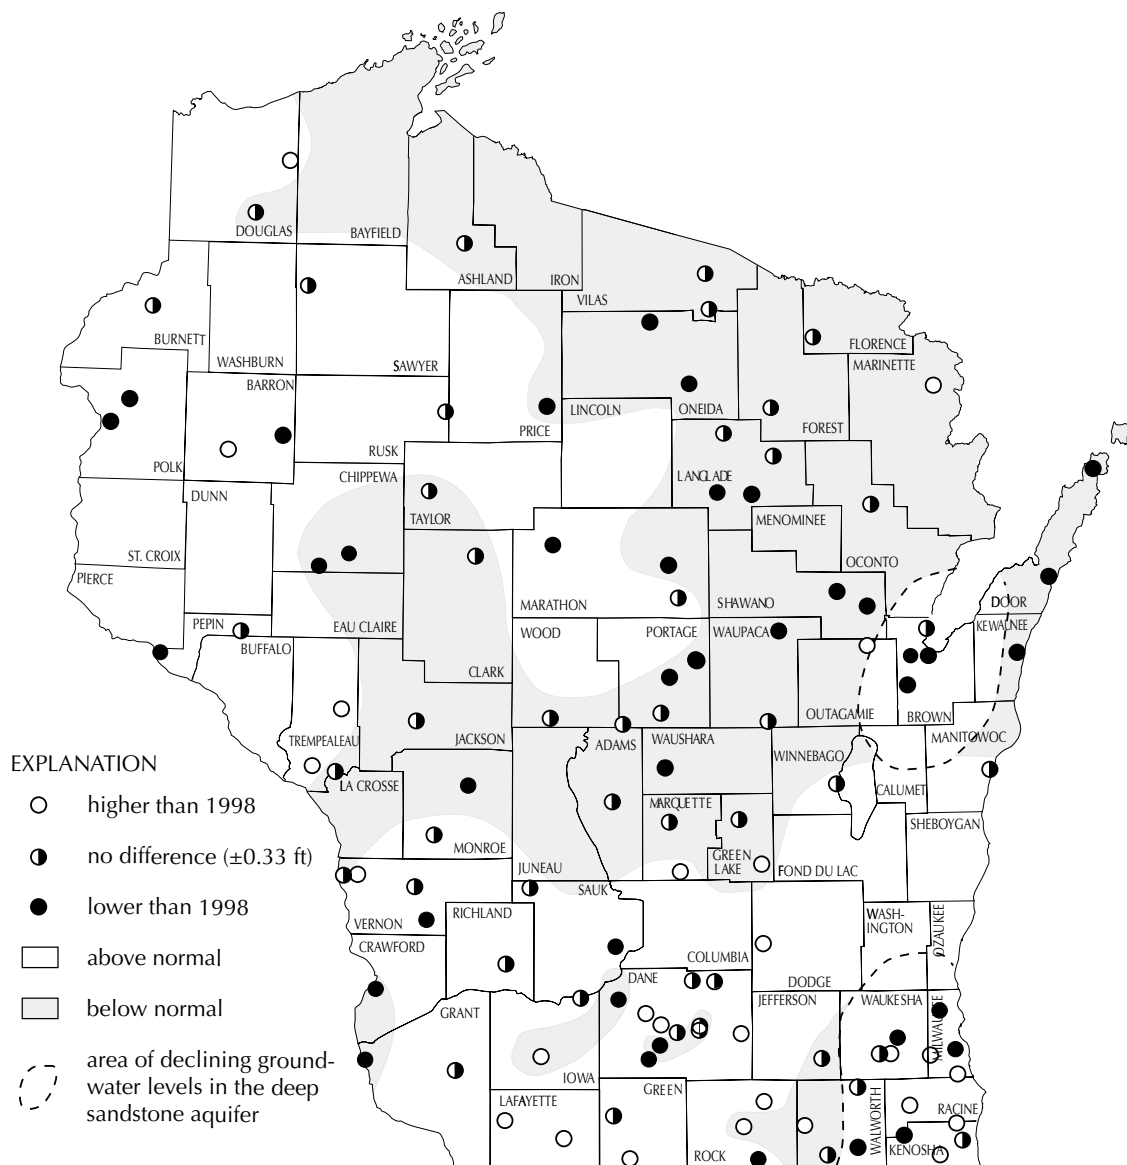 DOUGLAS
BAYFIELD
ASHLAND
IRON
VILAS
BURNETT
WASHBURN
SAWYER
FLORENCE
MARINETTE
BARRON
LINCOLN
ONEIDA
PRICE
FOREST
RUSK
POLK
CHIPPEWA
LANGLADE
DUNN
TAYLOR
MENOMINEE
ST. CROIX
OCONTO
PIERCE
MARATHON
SHAWANO
DOOR
PEPIN
EAU CLAIRE
WOOD
PORTAGE
WAUPACA
KEWAUNEE
BUFFALO
CLARK
OUTAGAMIE
BROWN
TREMPEALEAU
JACKSON
ADAMS
WAUSHARA
MANITOWOC
WINNEBAGO
EXPLANATION
higher than 1998
no difference (±0.33 ft)
lower than 1998
above normal
below normal
area of declining ground-
water levels in the deep
sandstone aquifer
LA CROSSE
CALUMET
MARQUETTE
SHEBOYGAN
MONROE
GREEN
LAKE
JUNEAU
FOND DU LAC
SAUK
VERNON
RICHLAND
WASH-
INGTON
OZAUKEE
CRAWFORD
COLUMBIA
DANE
DODGE
GRANT
JEFFERSON
WAUKESHA
MILWAUKEE
IOWA
GREEN
LAFAYETTE
WALWORTH
RACINE
ROCK
KENOSHA